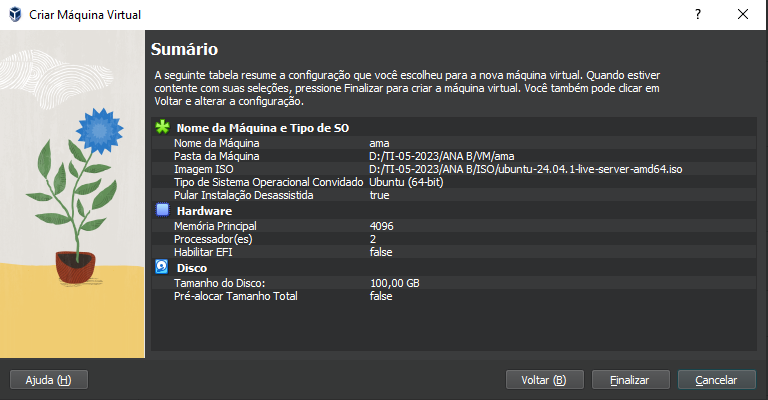 Criar Máquina Virtual
Sumário
A seguinte tabela resume a configuração que você escolheu para a nova máquina virtual. Quando estiver
contente com suas seleções, pressione Finalizar para criar a máquina virtual. Você também pode clicar em
Voltar e alterar a configuração.
Nome da Máquina e Tipo de SO
Nome da Máquina ama
Pasta da Máquina D:/TI-05-2023/ANA B/VM/ama
Imagem ISO D:/TI-05-2023/ANA B/ISO/ubuntu-24.04.1-live-server-amd64.iso
Tipo de Sistema Operacional Convidado Ubuntu (64-bit)
Pular Instalação Desassistida true
Hardware
Memória Principal 4096
Processador(es) 2
Habilitar EFI false
Disco
Tamanho do Disco: 100,00 GB
Pré-alocar Tamanho Total false
Ajuda (H) Voltar (B) Finalizar Cancelar